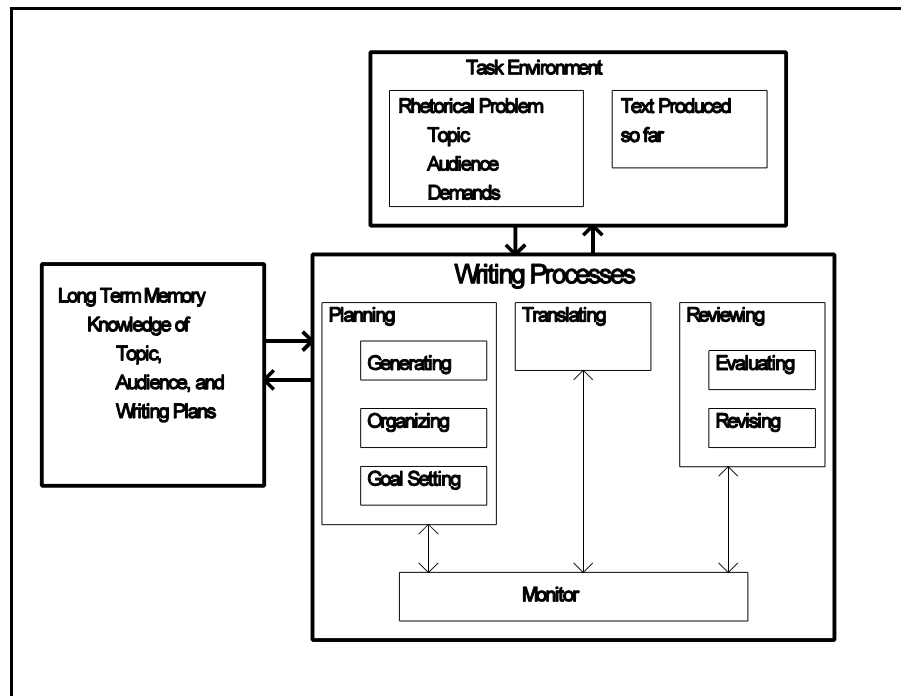 Task Environment
Rhetorical Problem
Topic
Audience
Demands
Text Produced
so far
Long Term Memory
Knowledge of
Topic,
Audience, and
Writing Plans
Writing Processes
Planning
Generating
Organizing
Goal Setting
Translating
Reviewing
Evaluating
Revising
Monitor